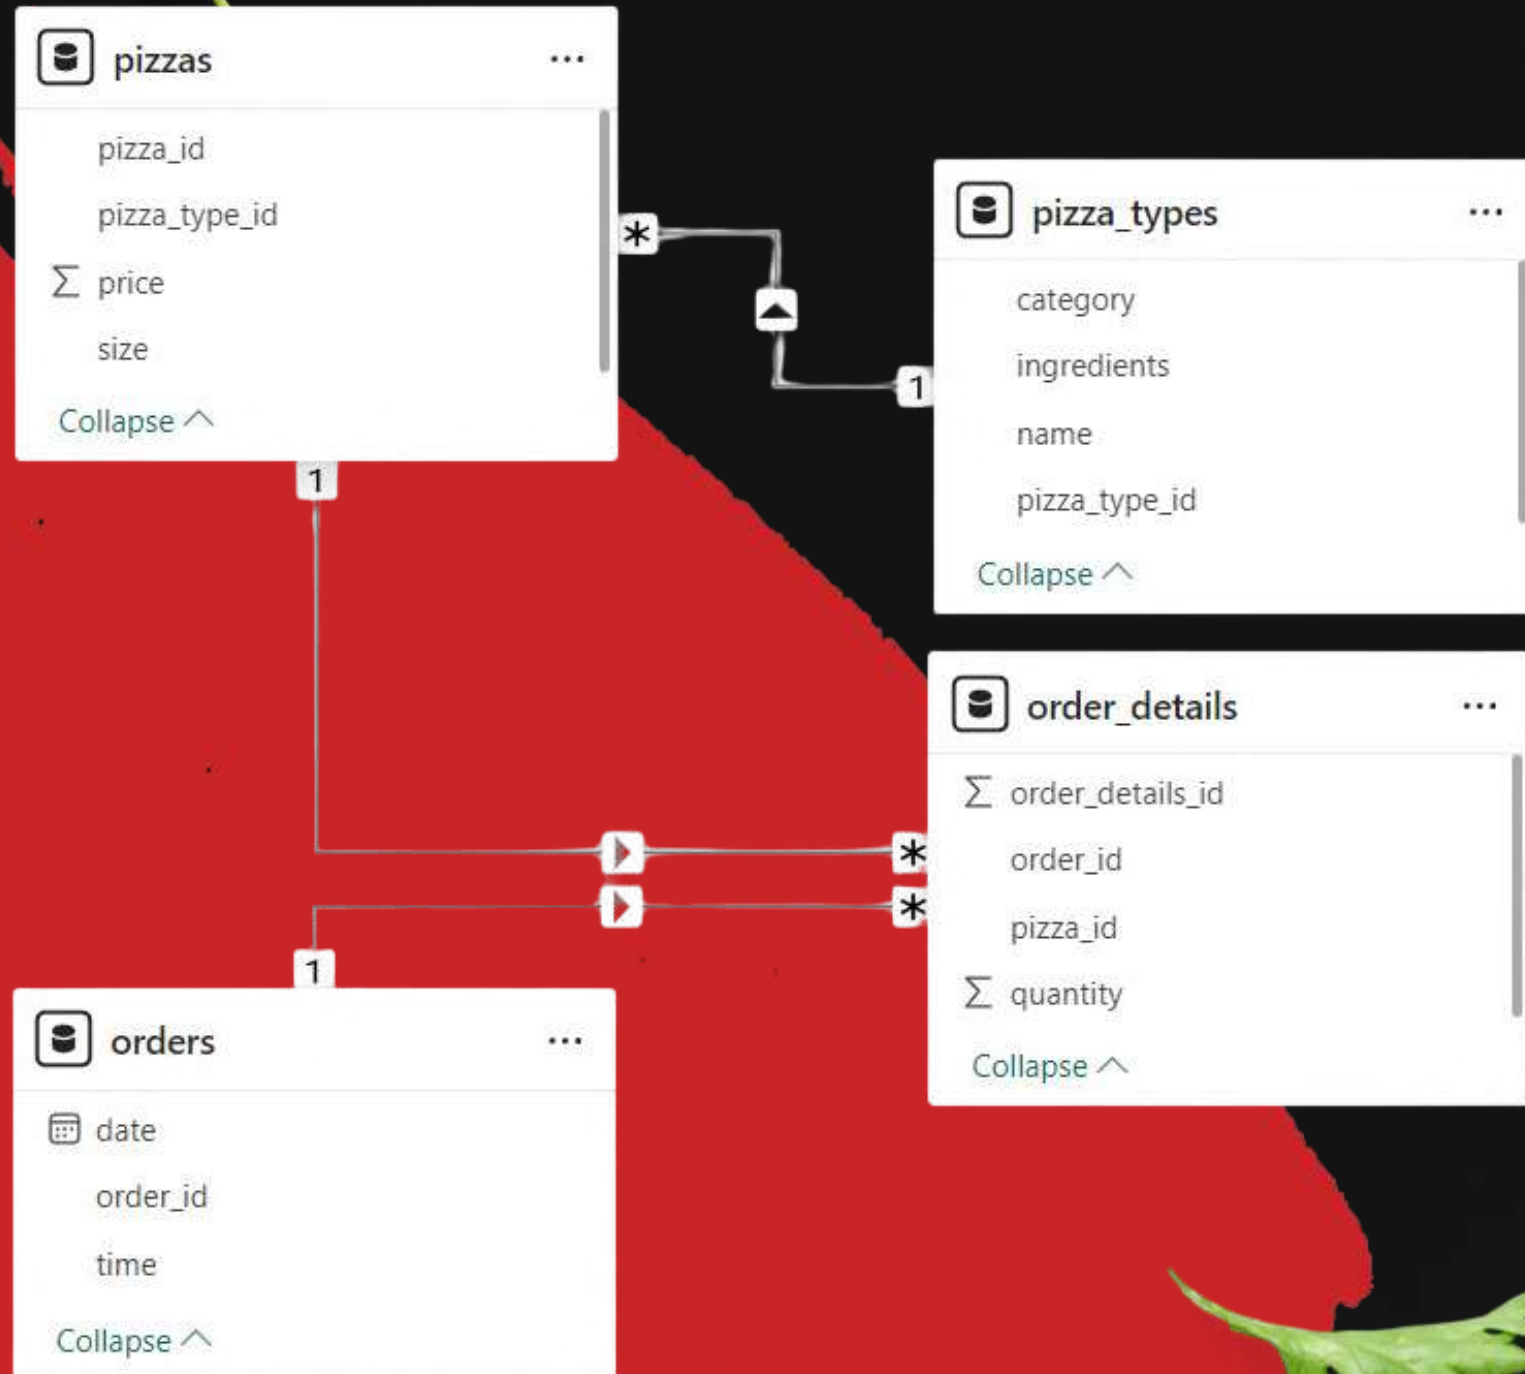 pizzas ...
pizza_id
pizza_type_id
Σ price
size
Collapse
*
1
pizza_types ...
category
ingredients
name
pizza_type_id
Collapse
1
*
*
1
order_details ...
Σ order_details_id
order_id
pizza_id
Σ quantity
Collapse
orders ...
date
order_id
time
Collapse